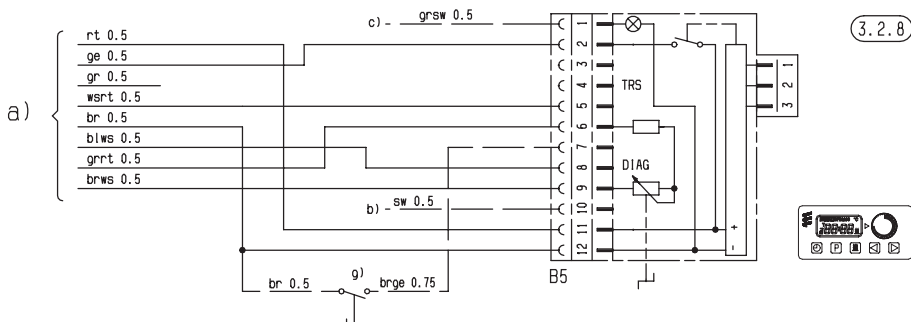 c) grsw 0.5
3.2.8
a)
rt 0.5
ge 0.5
gr 0.5
wsrt 0.5
br 0.5
blws 0.5
grrt 0.5
brws 0.5
b) sw 0.5
1
2
3
4
5
6
7
8
9
10
11
12
TRS
DIAG
+
-
1
2
3
B5
g)
br 0.5
brge 0.75
P